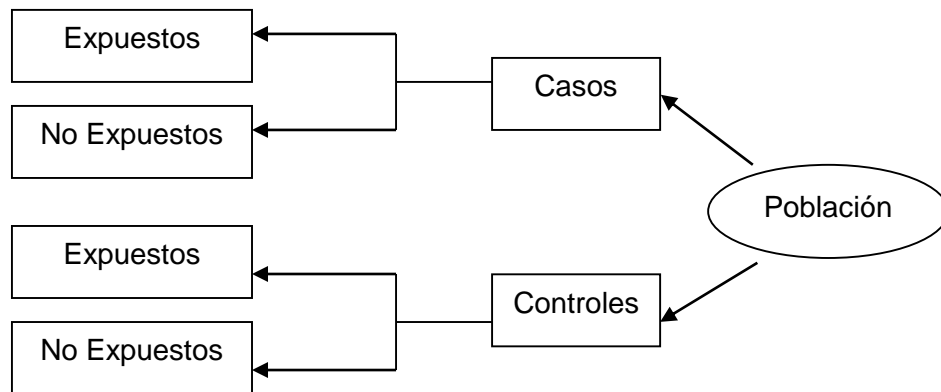 Expuestos
Casos
No Expuestos
Población
Expuestos
Controles
No Expuestos